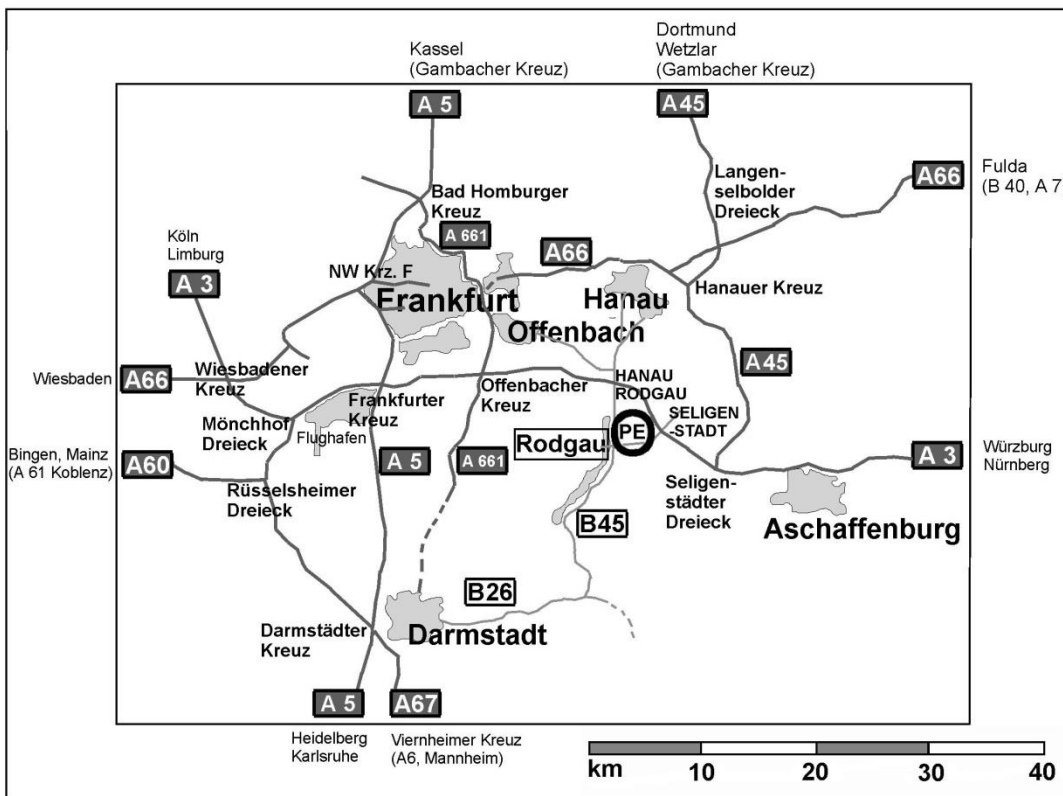 Kassel
(Gambacher Kreuz)
Dortmund
Wetzlar
(Gambacher Kreuz)
A 5
A45
Langen-
selbolder
Dreieck
A66
Fulda
(B 40, A 7
Bad Homburger
Kreuz
A 661
A66
Köln
Limburg
A 3
NW Krz. F
Frankfurt
Hanau
Hanauer Kreuz
Offenbach
Wiesbaden
A66
Wiesbadener
Kreuz
A45
HANAU
RODGAU
Offenbacher
Kreuz
Frankfurter
Kreuz
SELIGEN
-STADT
Mönchhof
Dreieck
Flughafen
PE
Rodgau
Bingen, Mainz
(A 61 Koblenz)
A60
A 5
A 661
A 3
Würzburg
Nürnberg
Rüsselsheimer
Dreieck
Seligen-
städter
Dreieck
B45
Aschaffenburg
B26
Darmstadt
Darmstädter
Kreuz
A 5
A67
Heidelberg
Karlsruhe
Viernheimer Kreuz
(A6, Mannheim)
km 10 20 30 40